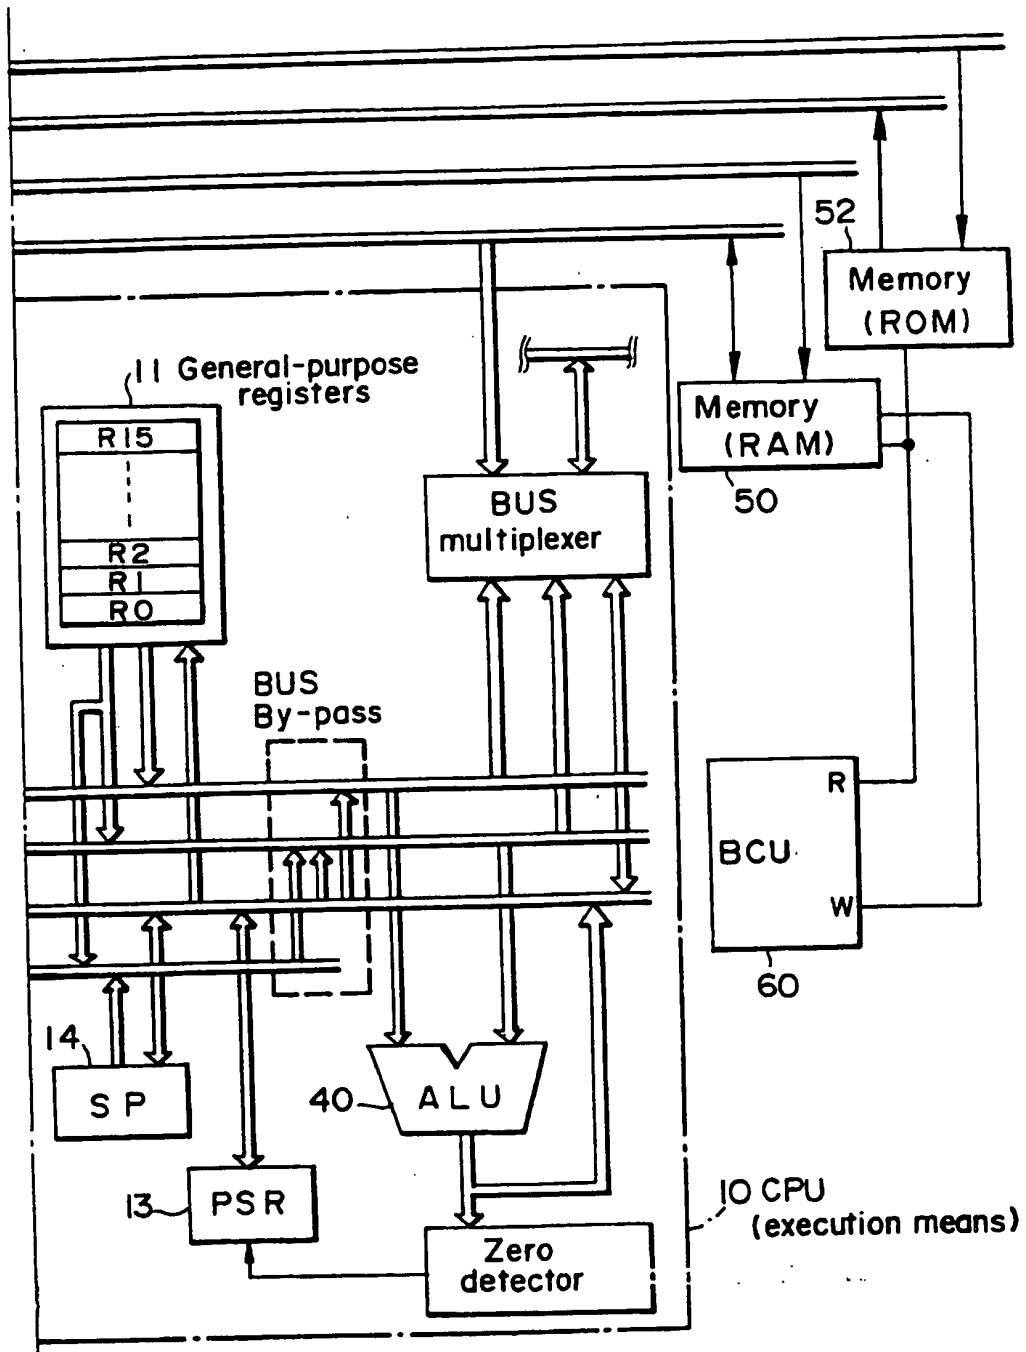 52
Memory
(ROM)
11 General-purpose
registers
R15
R2
R1
R0
Memory
(RAM)
50
BUS
multiplexer
BUS
By-pass
R
BCU
W
60
14
SP
40
ALU
13
PSR
10 CPU
(execution means)
Zero
detector